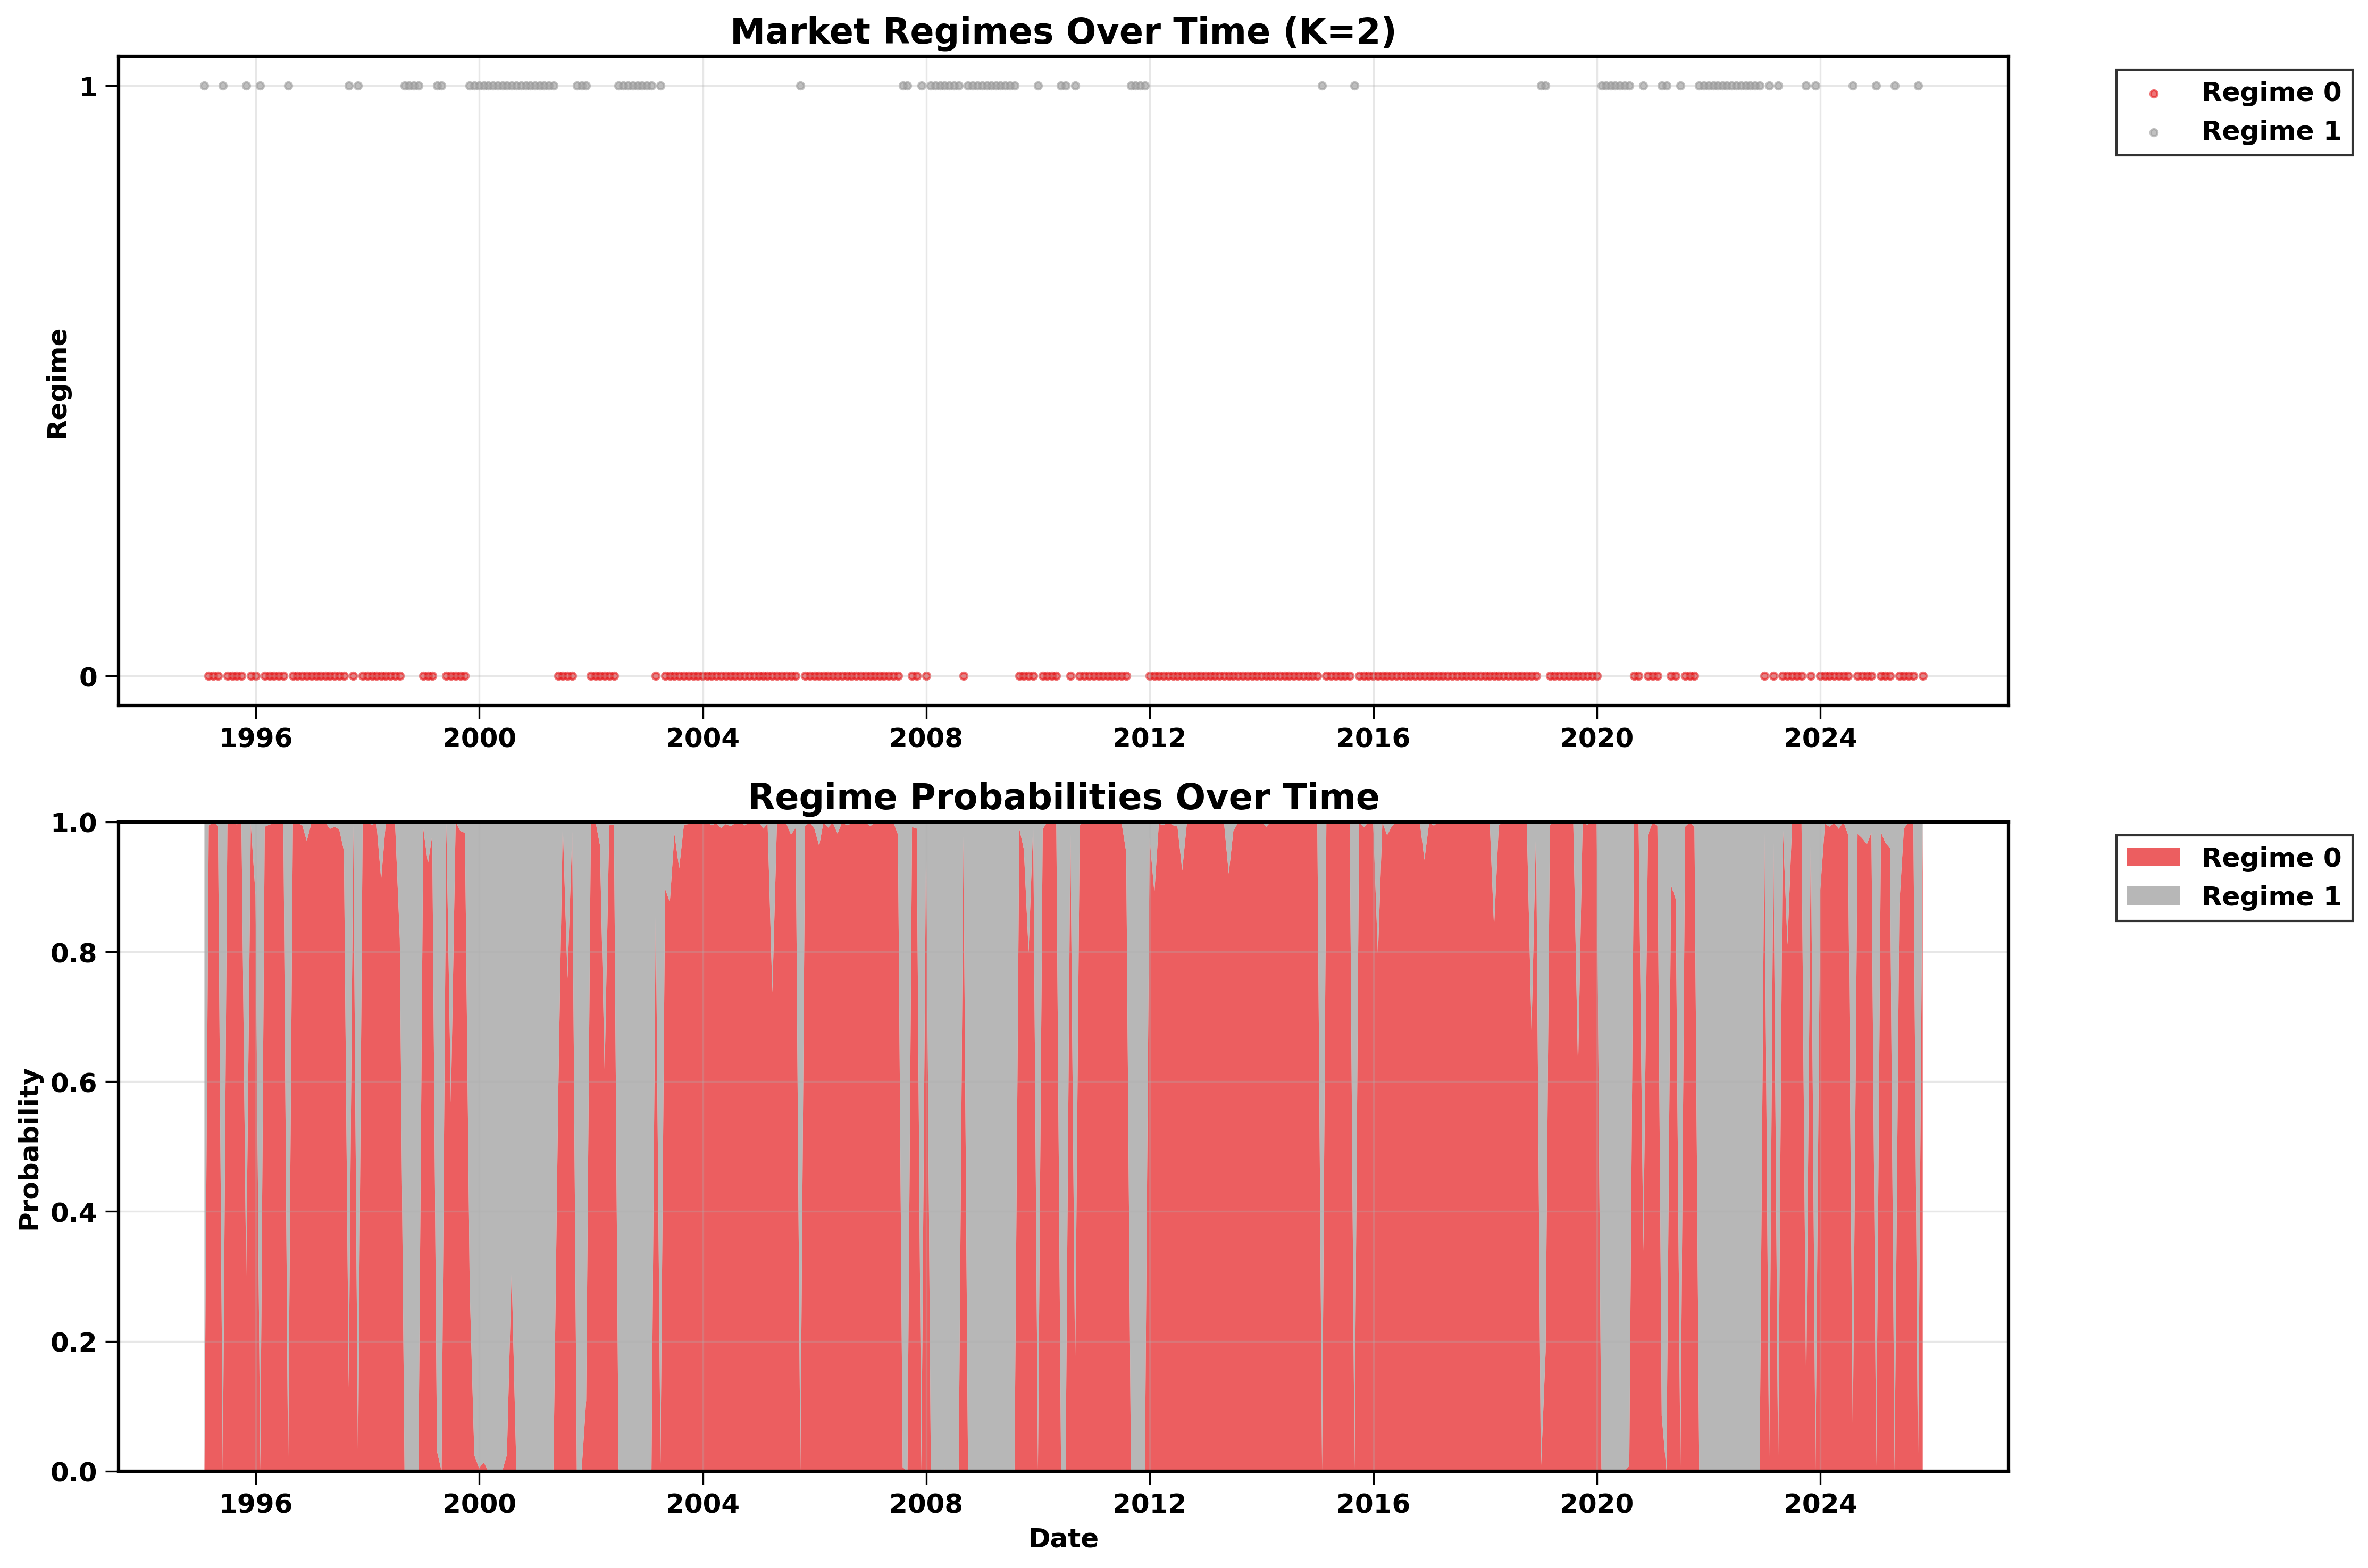 Market Regimes Over Time (K=2)
1
Regime 0
Regime 1
Regime
0
1996 2000 2004 2008 2012 2016 2020 2024
Regime Probabilities Over Time
1.0
Regime 0
Regime 1
0.8
0.6
Probability
0.4
0.2
0.0
1996 2000 2004 2008 2012 2016 2020 2024
Date